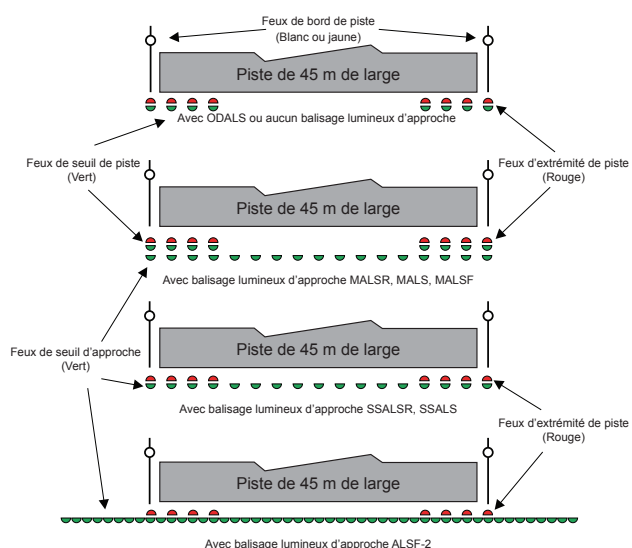 Feux de bord de piste
(Blanc ou jaune)
Piste de 45 m de large
Avec ODALS ou aucun balisage lumineux d'approche
Feux de seuil de piste
(Vert)
Feux d'extrémité de piste
(Rouge)
Piste de 45 m de large
Avec balisage lumineux d'approche MALSR, MALS, MALSF
Feux de seuil d'approche
(Vert)
Piste de 45 m de large
Avec balisage lumineux d'approche SSALSR, SSALS
Feux d'extrémité de piste
(Rouge)
Piste de 45 m de large
Avec balisage lumineux d'approche ALSF-2